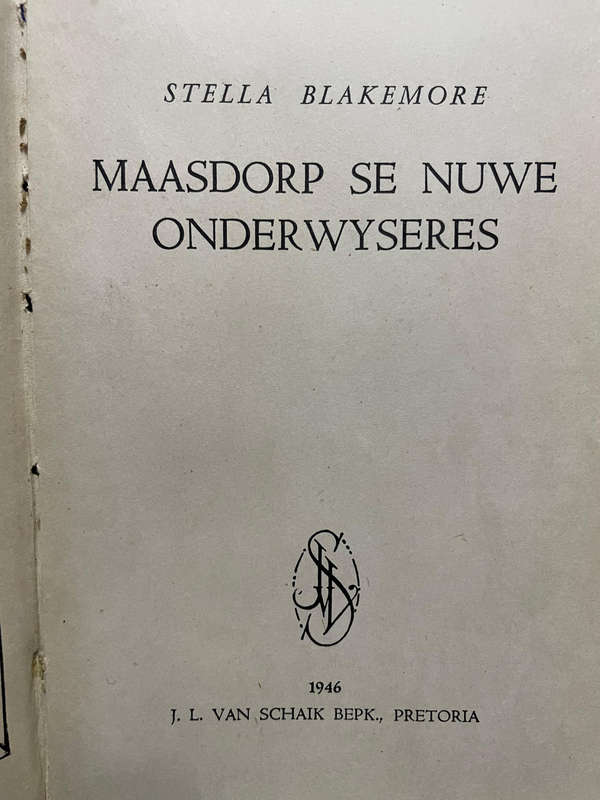 STELLA BLAKEMORE
MAASDORP SE NUWE
ONDERWYSERES
1946
J. L. VAN SCHAIK BEPK., PRETORIA